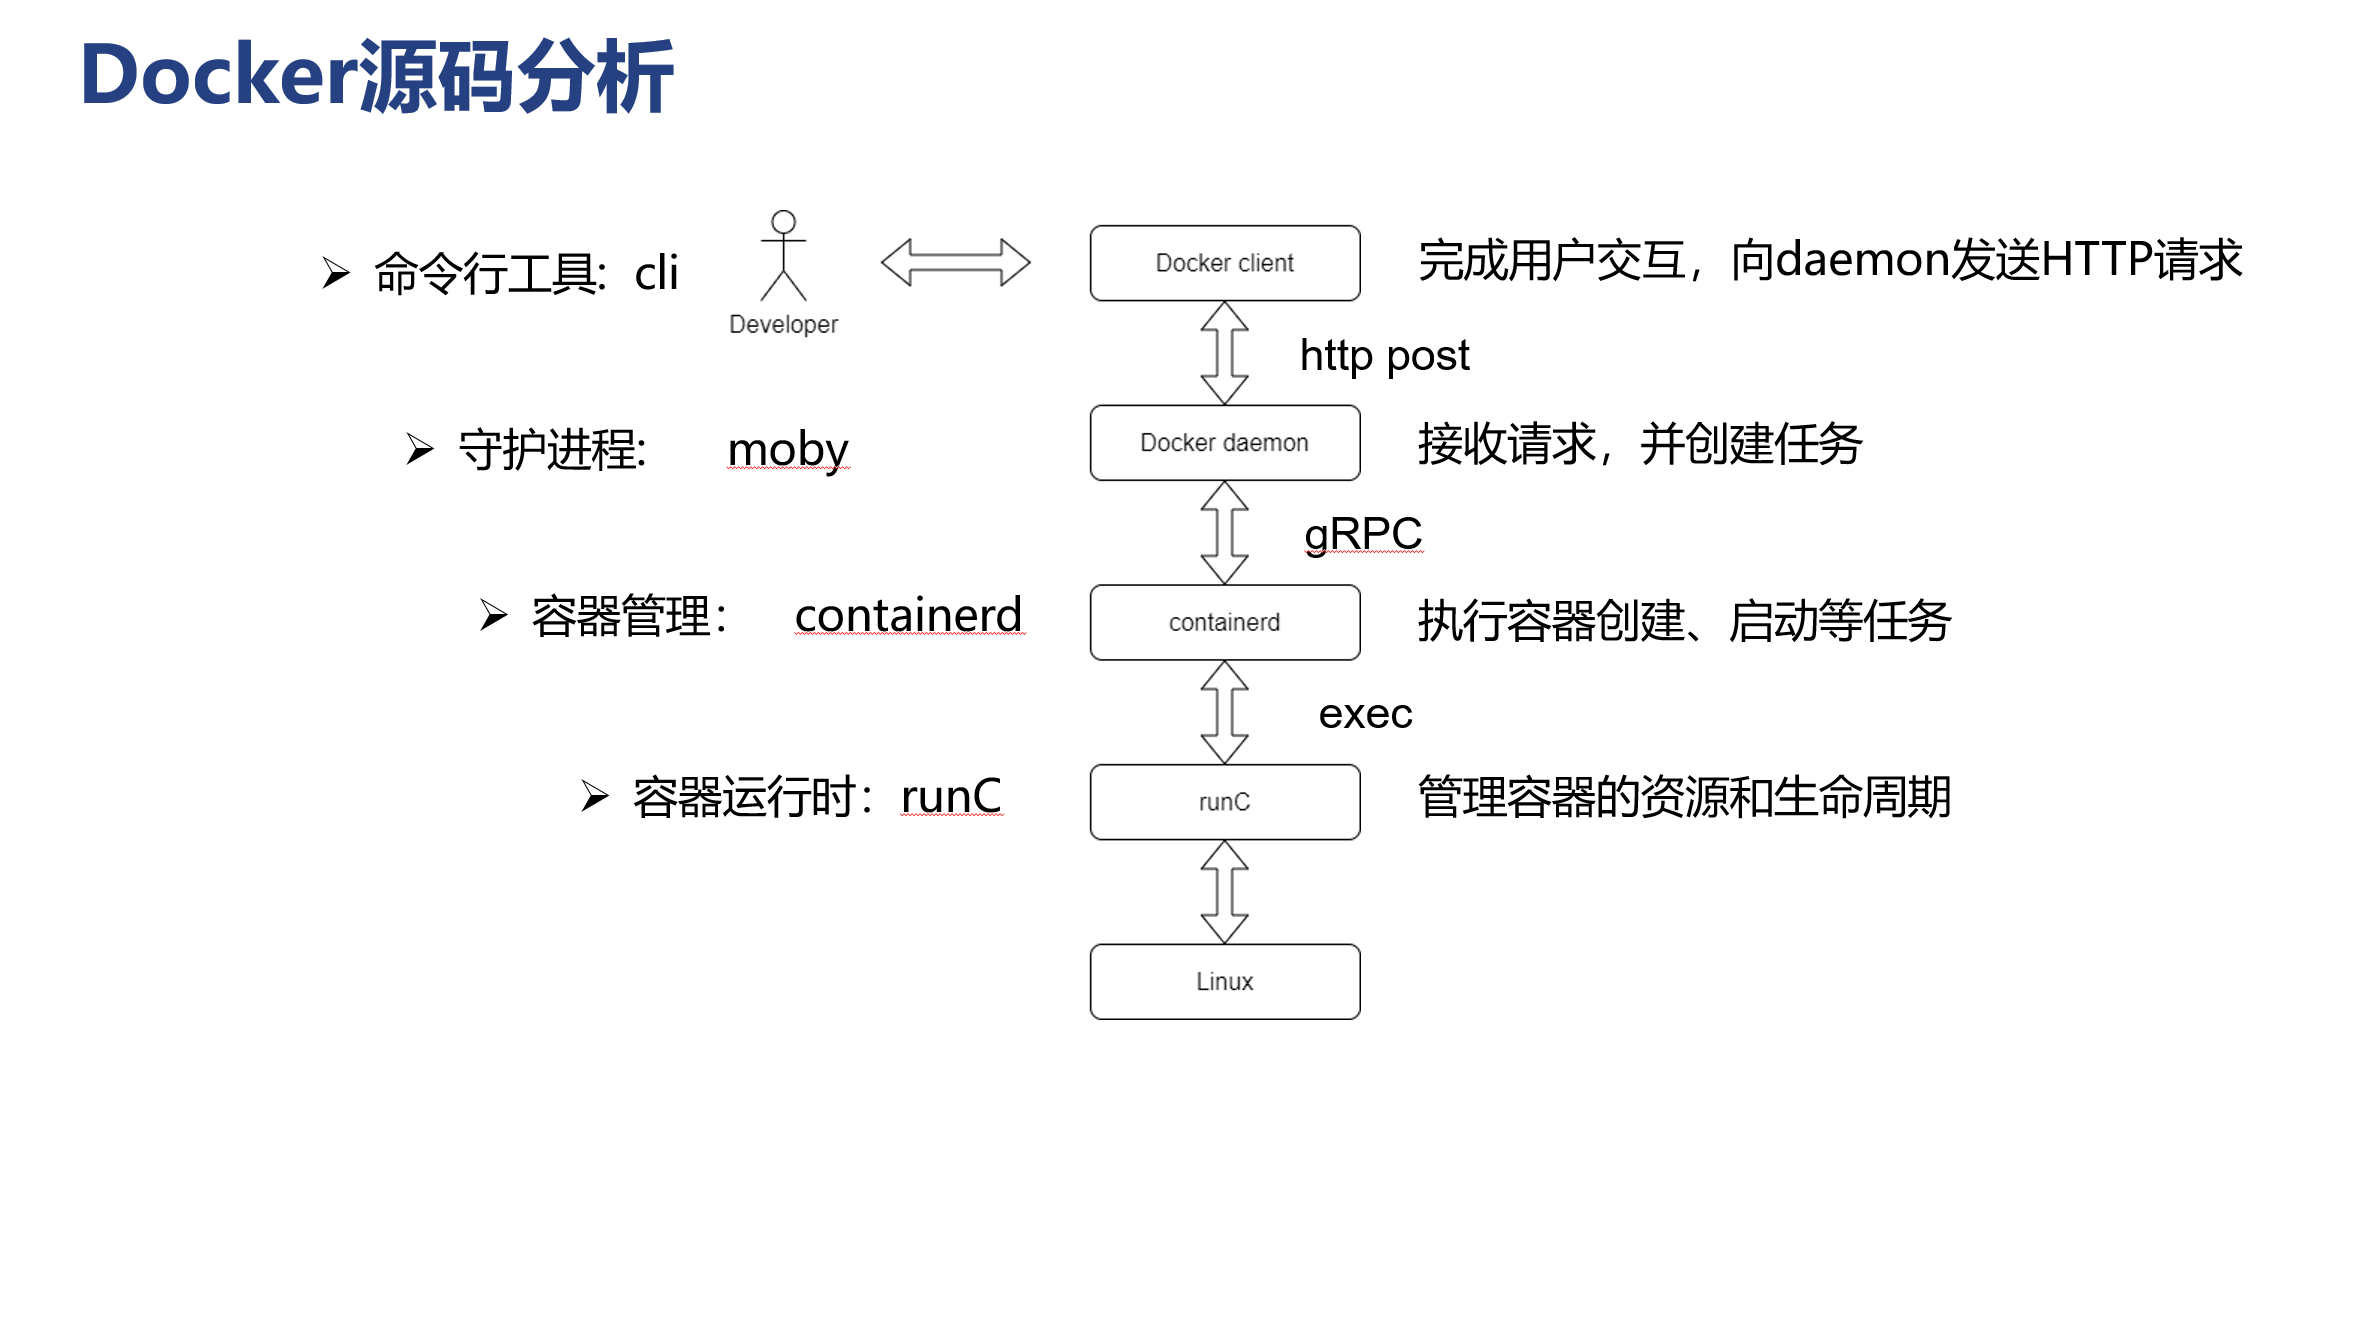 Docker源码分析
命令行工具: cli
Developer
Docker client
完成用户交互，向daemon发送HTTP请求
http post
守护进程: moby
Docker daemon
接收请求，并创建任务
gRPC
容器管理： containerd
containerd
执行容器创建、启动等任务
exec
容器运行时：runC
runC
管理容器的资源和生命周期
Linux